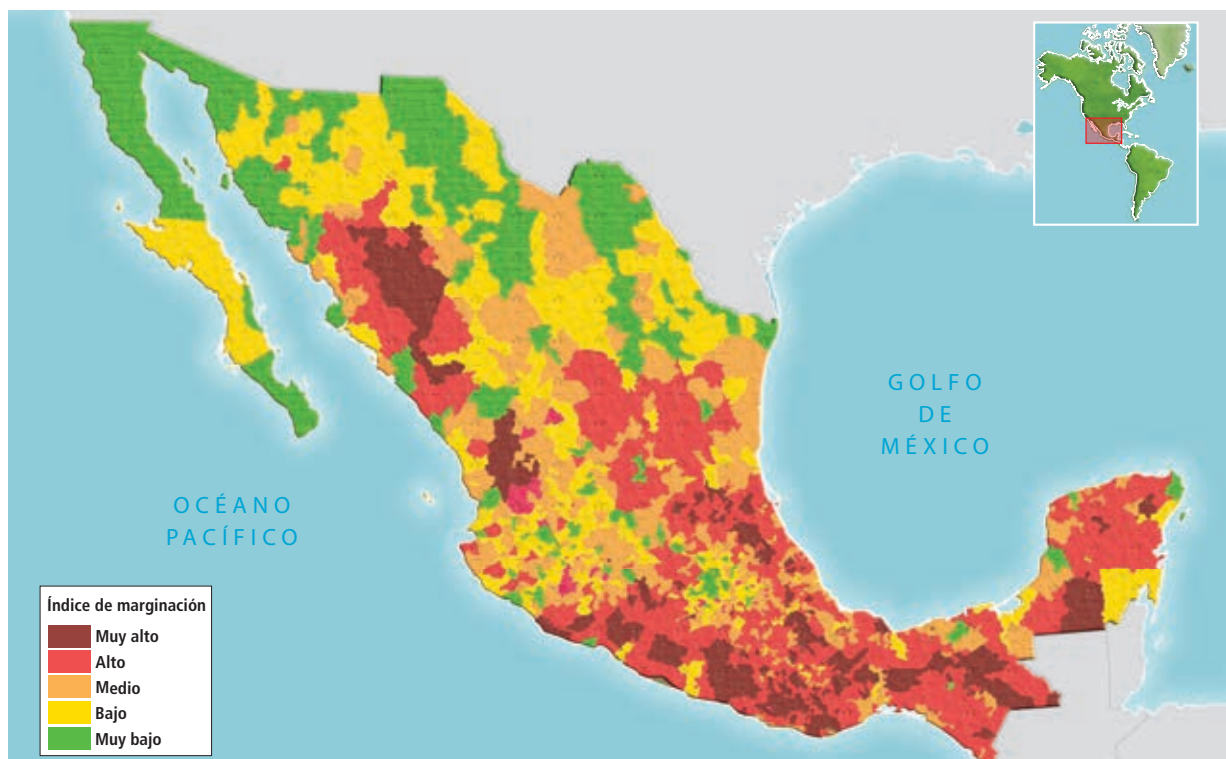 GOLFO
DE
MÉXICO
OCÉANO
PACÍFICO
Índice de marginación
Muy alto
Alto
Medio
Bajo
Muy bajo